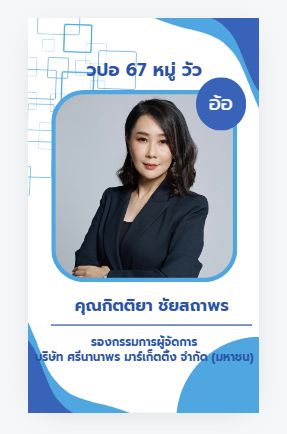 วปอ 67 หมู่ วัว
อ้อ
คุณกิตติยา ชัยสถาพร
รองกรรมการผู้จัดการ
บริษัท ศรีนานาพร มาร์เก็ตติ้ง จำกัด (มหาชน)